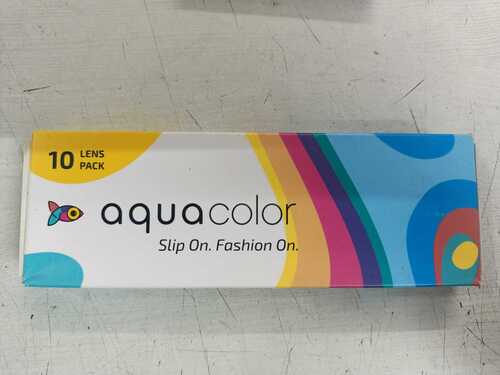 10 LENS
PACK
aquacolor
Slip On. Fashion On.